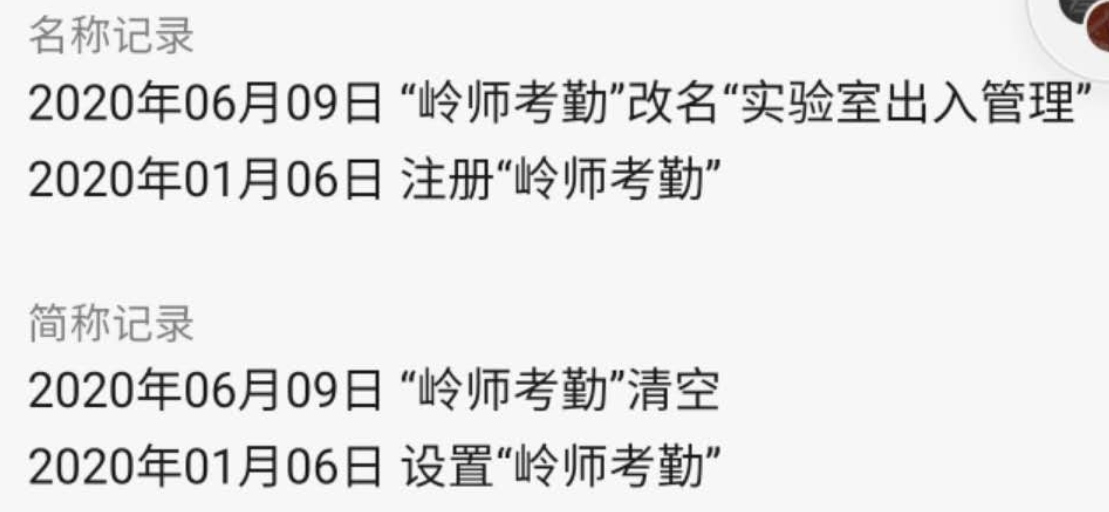 名称记录
2020年06月09日 “岭师考勤”改名“实验室出入管理”
2020年01月06日 注册“岭师考勤”
简称记录
2020年06月09日 “岭师考勤”清空
2020年01月06日 设置“岭师考勤”